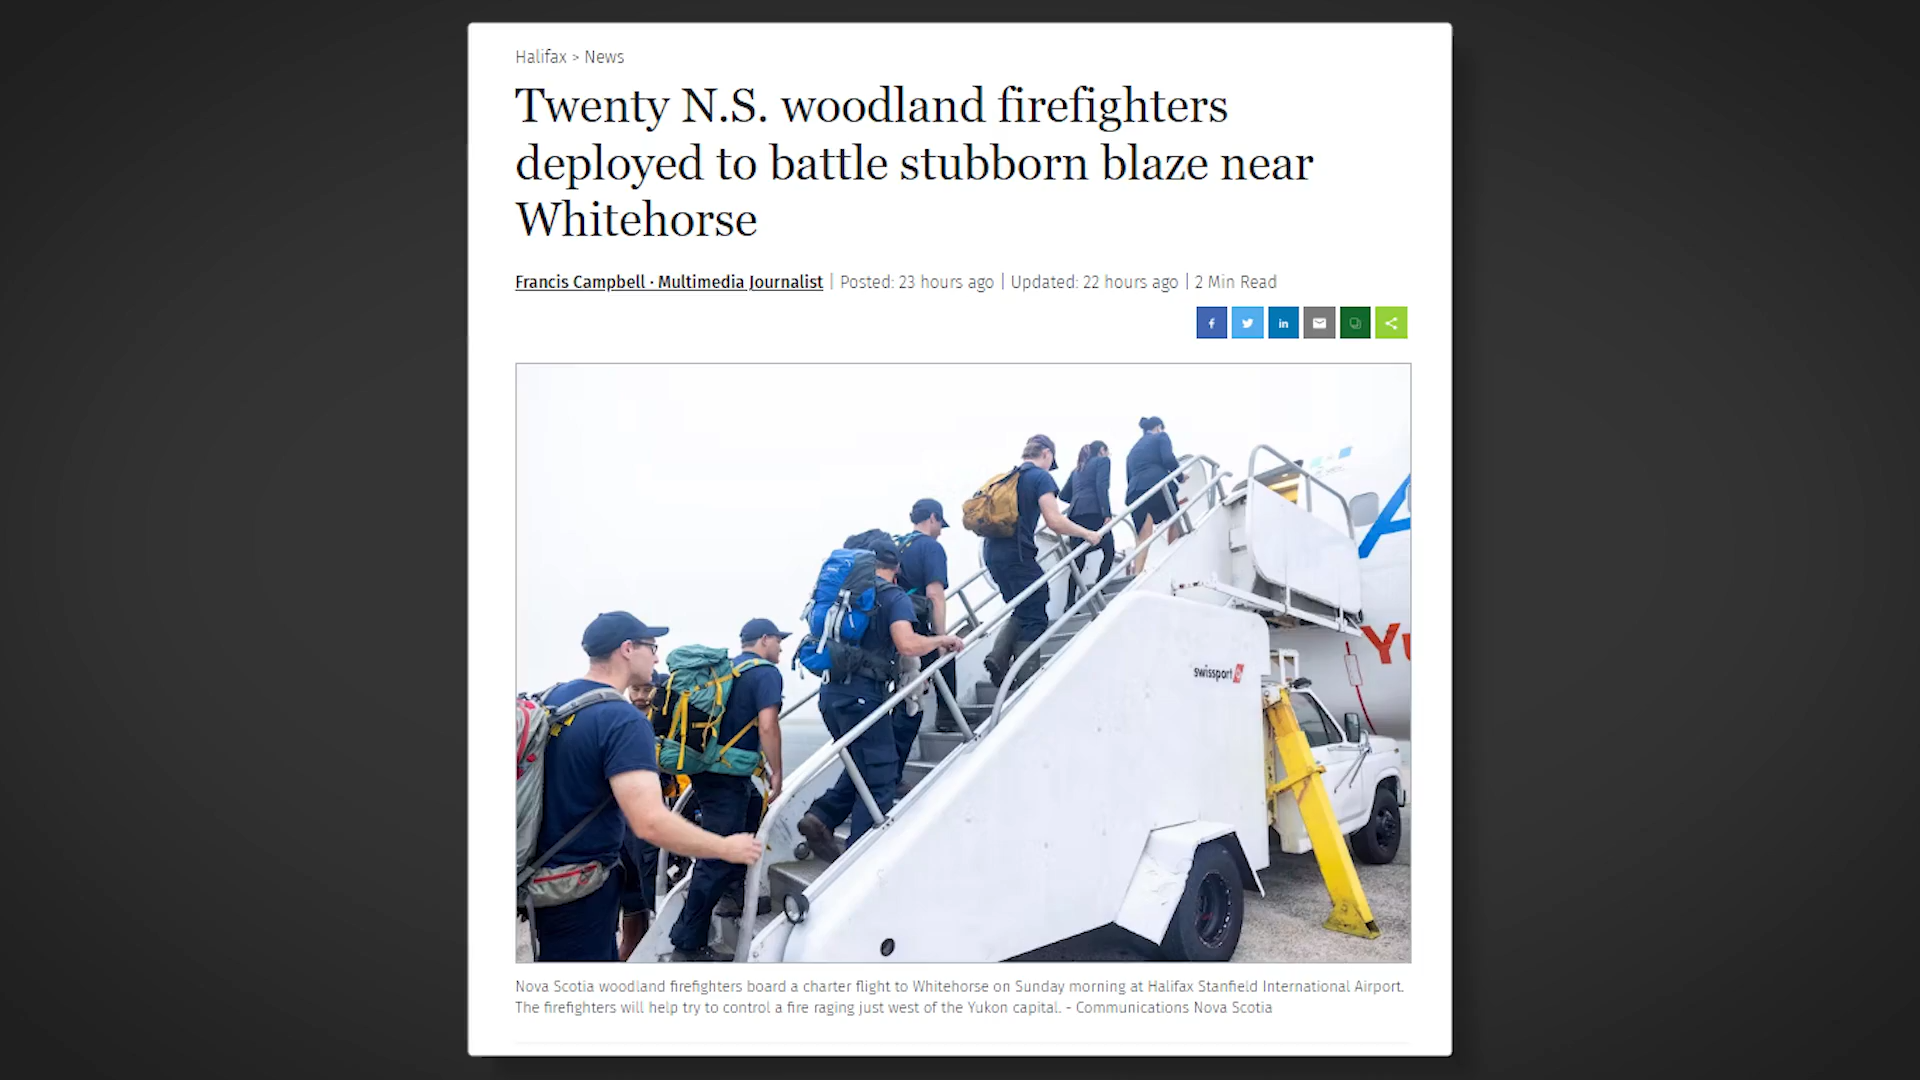 Halifax > News
Twenty N.S. woodland firefighters
deployed to battle stubborn blaze near
Whitehorse
Francis Campbell · Multimedia Journalist | Posted: 23 hours ago | Updated: 22 hours ago | 2 Min Read
f
in
A
Yu
swissport
Nova Scotia woodland firefighters board a charter flight to Whitehorse on Sunday morning at Halifax Stanfield International Airport.
The firefighters will help try to control a fire raging just west of the Yukon capital. - Communications Nova Scotia